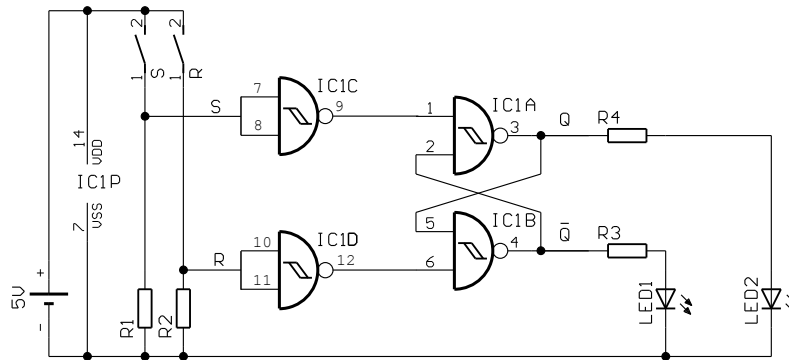 2
2
1
S
1
R
S
7
8
9
IC1C
1
2
3
IC1A
Q
R4
14
VDD
IC1P
7
VSS
R
10
11
12
IC1D
5
6
4
IC1B
Q̅
R3
5V
+
-
R1
R2
LED1
LED2